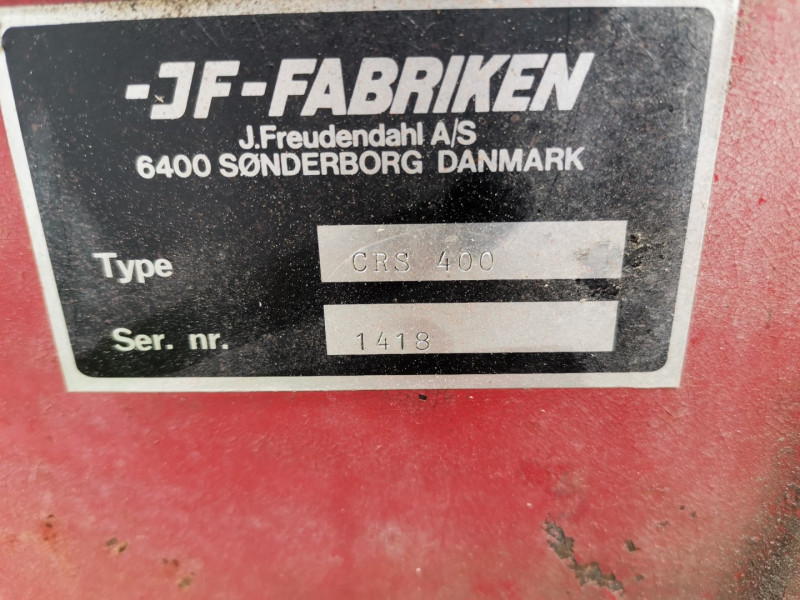 -JF-FABRIKEN
J.Freudendahl A/S
6400 SØNDERBORG DANMARK
Type CRS 400
Ser. nr. 1418